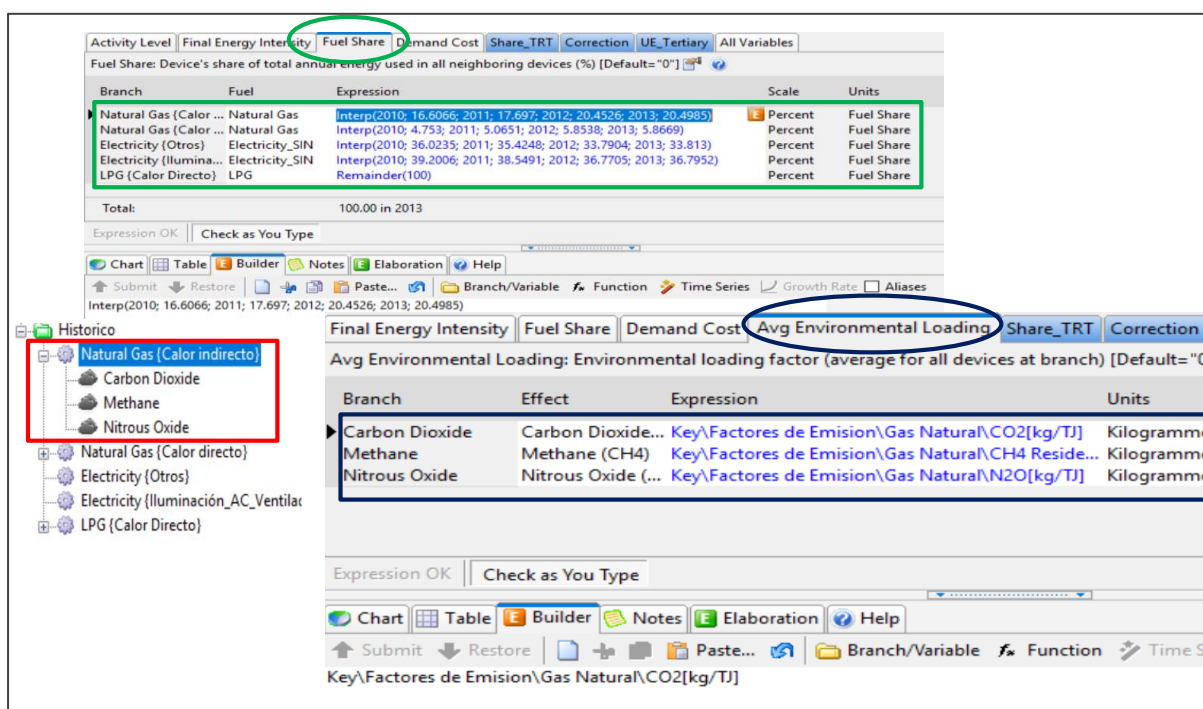 Activity Level Final Energy Intensity Fuel Share Demand Cost Share_TRT Correction UE_Tertiary All Variables
Fuel Share: Device's share of total annual energy used in all neighboring devices (%) [Default="0"]
Branch Fuel Expression Scale Units
Natural Gas {Calor ... Natural Gas Interp(2010; 16.6066; 2011; 17.697; 2012; 20.4526; 2013; 20.4985) E Percent Fuel Share
Natural Gas {Calor ... Natural Gas Interp(2010; 4.753; 2011; 5.0651; 2012; 5.8538; 2013; 5.8669) Percent Fuel Share
Electricity {Otros} Electricity_SIN Interp(2010; 36.0235; 2011; 35.4248; 2012; 33.7904; 2013; 33.813) Percent Fuel Share
Electricity {Ilumina... Electricity_SIN Interp(2010; 39.2006; 2011; 38.5491; 2012; 36.7705; 2013; 36.7952) Percent Fuel Share
LPG {Calor Directo} LPG Remainder(100) Percent Fuel Share
Total: 100.00 in 2013
Expression OK Check as You Type
Chart Table E Builder Notes E Elaboration Help
Submit Restore Paste... Branch/Variable fx Function Time Series Growth Rate Aliases
Interp(2010; 16.6066; 2011; 17.697; 2012; 20.4526; 2013; 20.4985)
Historico
Natural Gas {Calor indirecto}
Carbon Dioxide
Methane
Nitrous Oxide
Natural Gas {Calor directo}
Electricity {Otros}
Electricity {Iluminación_AC_Ventilac
LPG {Calor Directo}
Final Energy Intensity Fuel Share Demand Cost Avg Environmental Loading Share_TRT Correction
Avg Environmental Loading: Environmental loading factor (average for all devices at branch) [Default="0
Branch Effect Expression Units
Carbon Dioxide Carbon Dioxide... Key\Factores de Emision\Gas Natural\CO2[kg/TJ] Kilogramme
Methane Methane (CH4) Key\Factores de Emision\Gas Natural\CH4 Reside... Kilogramme
Nitrous Oxide Nitrous Oxide (... Key\Factores de Emision\Gas Natural\N2O[kg/TJ] Kilogramme
Expression OK Check as You Type
Chart Table E Builder Notes E Elaboration Help
Submit Restore Paste... Branch/Variable fx Function Time S
Key\Factores de Emision\Gas Natural\CO2[kg/TJ]